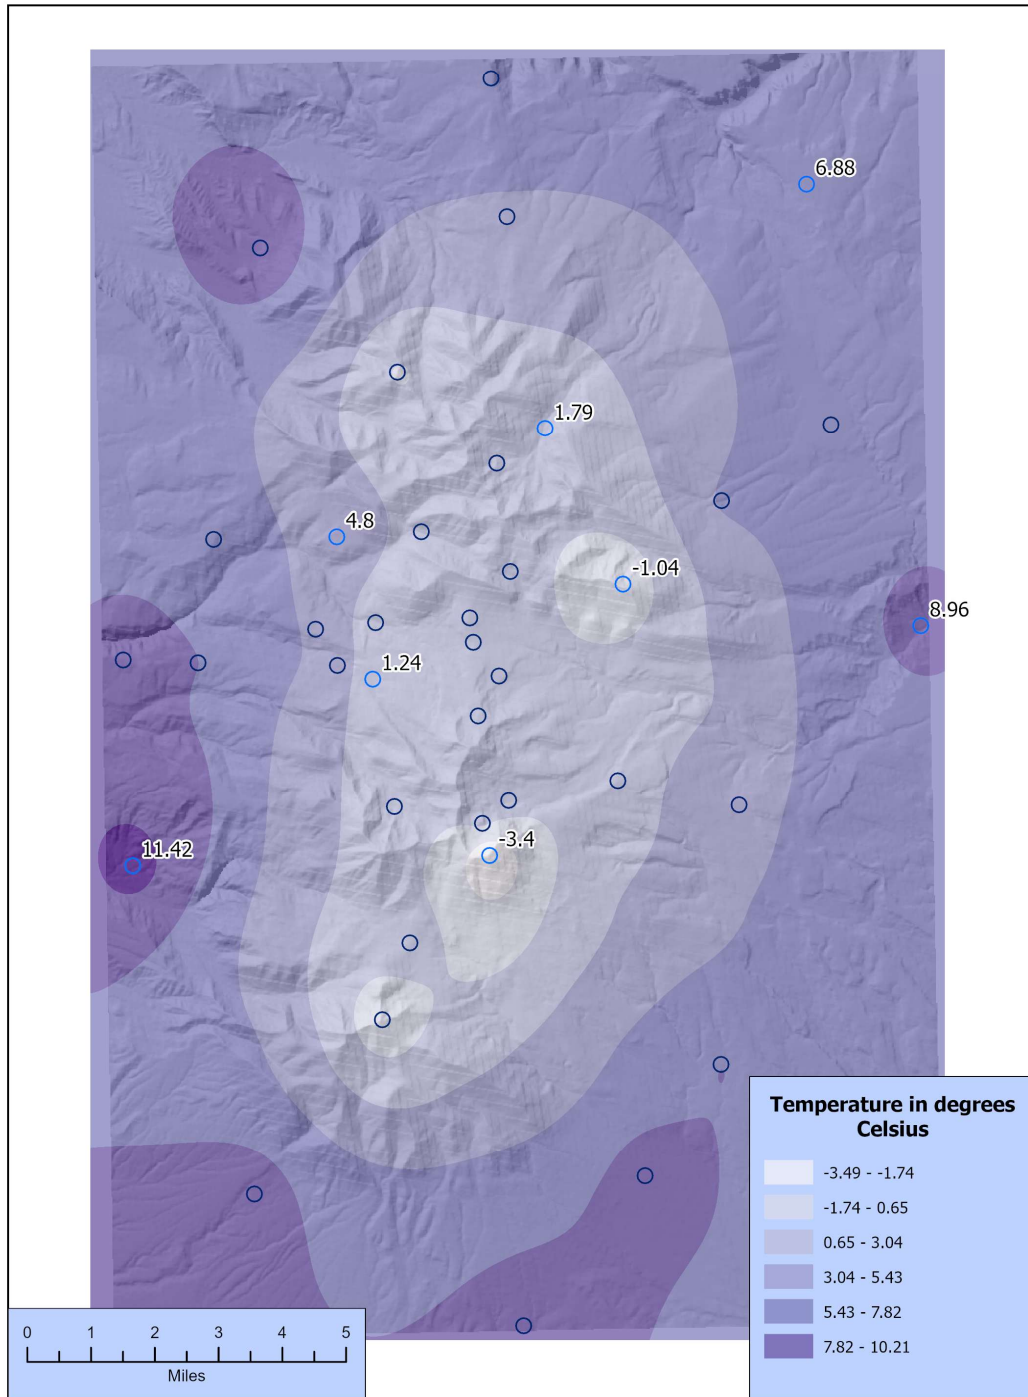 6.88
1.79
4.8
-1.04
8.96
1.24
11.42
-3.4
Temperature in degrees
Celsius
-3.49 - -1.74
-1.74 - 0.65
0.65 - 3.04
3.04 - 5.43
5.43 - 7.82
7.82 - 10.21
0 1 2 3 4 5
Miles